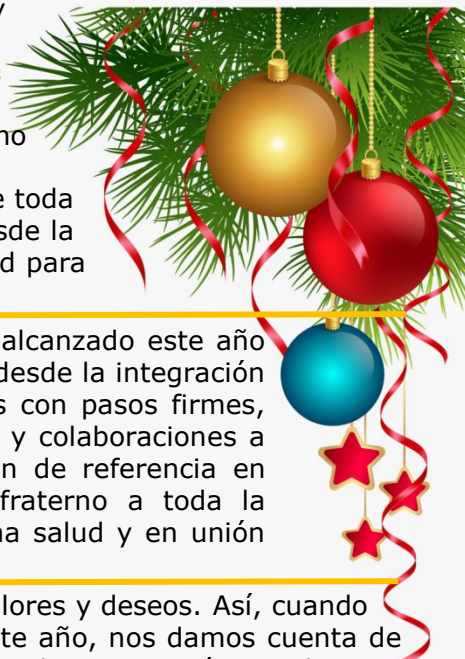 y
no
e toda
sde la
d para
alcanzado este año
desde la integración
s con pasos firmes,
y colaboraciones a
n de referencia en
fraterno a toda la
na salud y en unión
lores y deseos. Así, cuando
te año, nos damos cuenta de